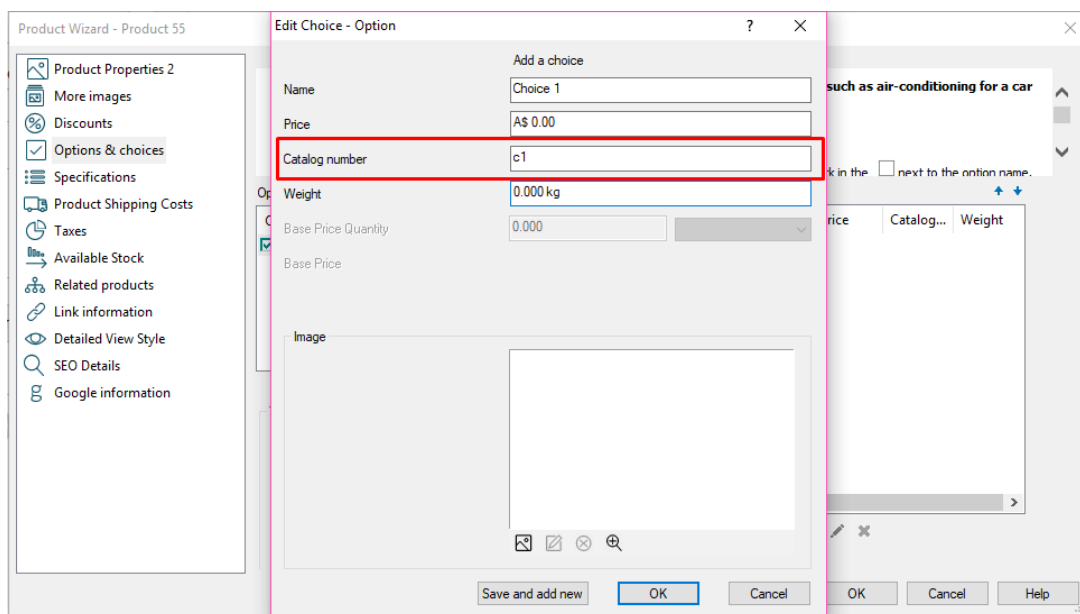 Product Wizard - Product 55
Product Properties 2
More images
Discounts
Options & choices
Specifications
Product Shipping Costs
Taxes
Available Stock
Related products
Link information
Detailed View Style
SEO Details
Google information
Edit Choice - Option
?
Add a choice
Name
Choice 1
Price
A$ 0.00
Catalog number
c1
Weight
0.000 kg
Base Price Quantity
0.000
Base Price
Image
Save and add new
OK
Cancel
such as air-conditioning for a car
in the
next to the option name.
Catalog...
Weight
OK
Cancel
Help